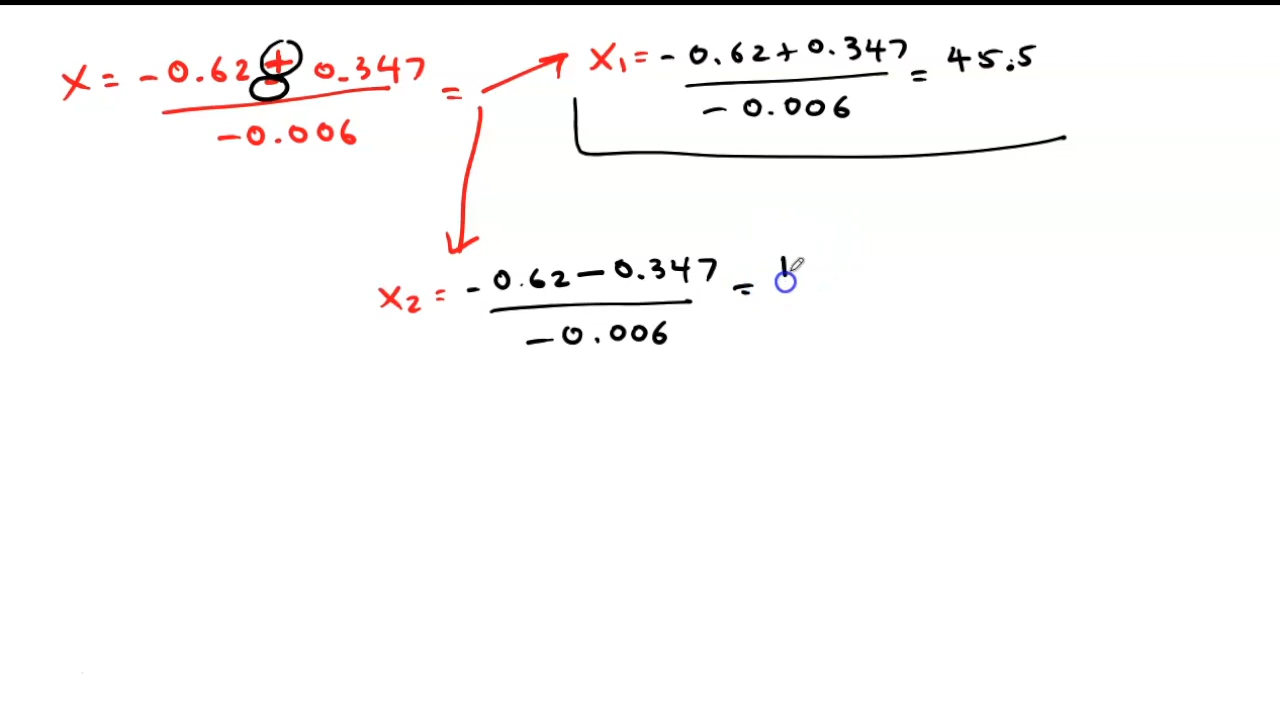 x = -0.62 ± 0.347 / -0.006 =
x₁ = -0.62 + 0.347 / -0.006 = 45.5
x₂ = -0.62 - 0.347 / -0.006 =